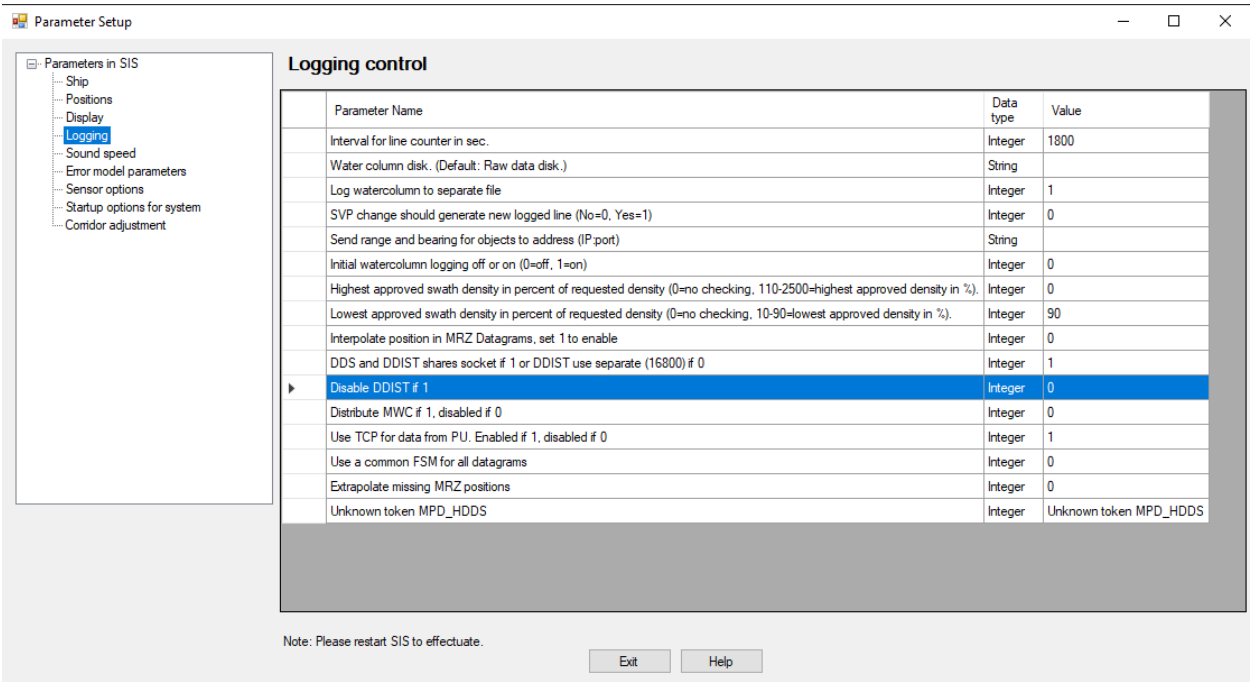 Parameter Setup
Parameters in SIS
Ship
Positions
Display
Logging
Sound speed
Error model parameters
Sensor options
Startup options for system
Corridor adjustment
Logging control
Parameter Name Data type Value
Interval for line counter in sec. Integer 1800
Water column disk. (Default: Raw data disk.) String
Log watercolumn to separate file Integer 1
SVP change should generate new logged line (No=0, Yes=1) Integer 0
Send range and bearing for objects to address (IP:port) String
Initial watercolumn logging off or on (0=off, 1=on) Integer 0
Highest approved swath density in percent of requested density (0=no checking, 110-2500=highest approved density in %). Integer 0
Lowest approved swath density in percent of requested density (0=no checking, 10-90=lowest approved density in %). Integer 90
Interpolate position in MRZ Datagrams, set 1 to enable Integer 0
DDS and DDIST shares socket if 1 or DDIST use separate (16800) if 0 Integer 1
Disable DDIST if 1 Integer 0
Distribute MWC if 1, disabled if 0 Integer 0
Use TCP for data from PU. Enabled if 1, disabled if 0 Integer 1
Use a common FSM for all datagrams Integer 0
Extrapolate missing MRZ positions Integer 0
Unknown token MPD_HDDS Integer Unknown token MPD_HDDS
Note: Please restart SIS to effectuate.
Exit Help